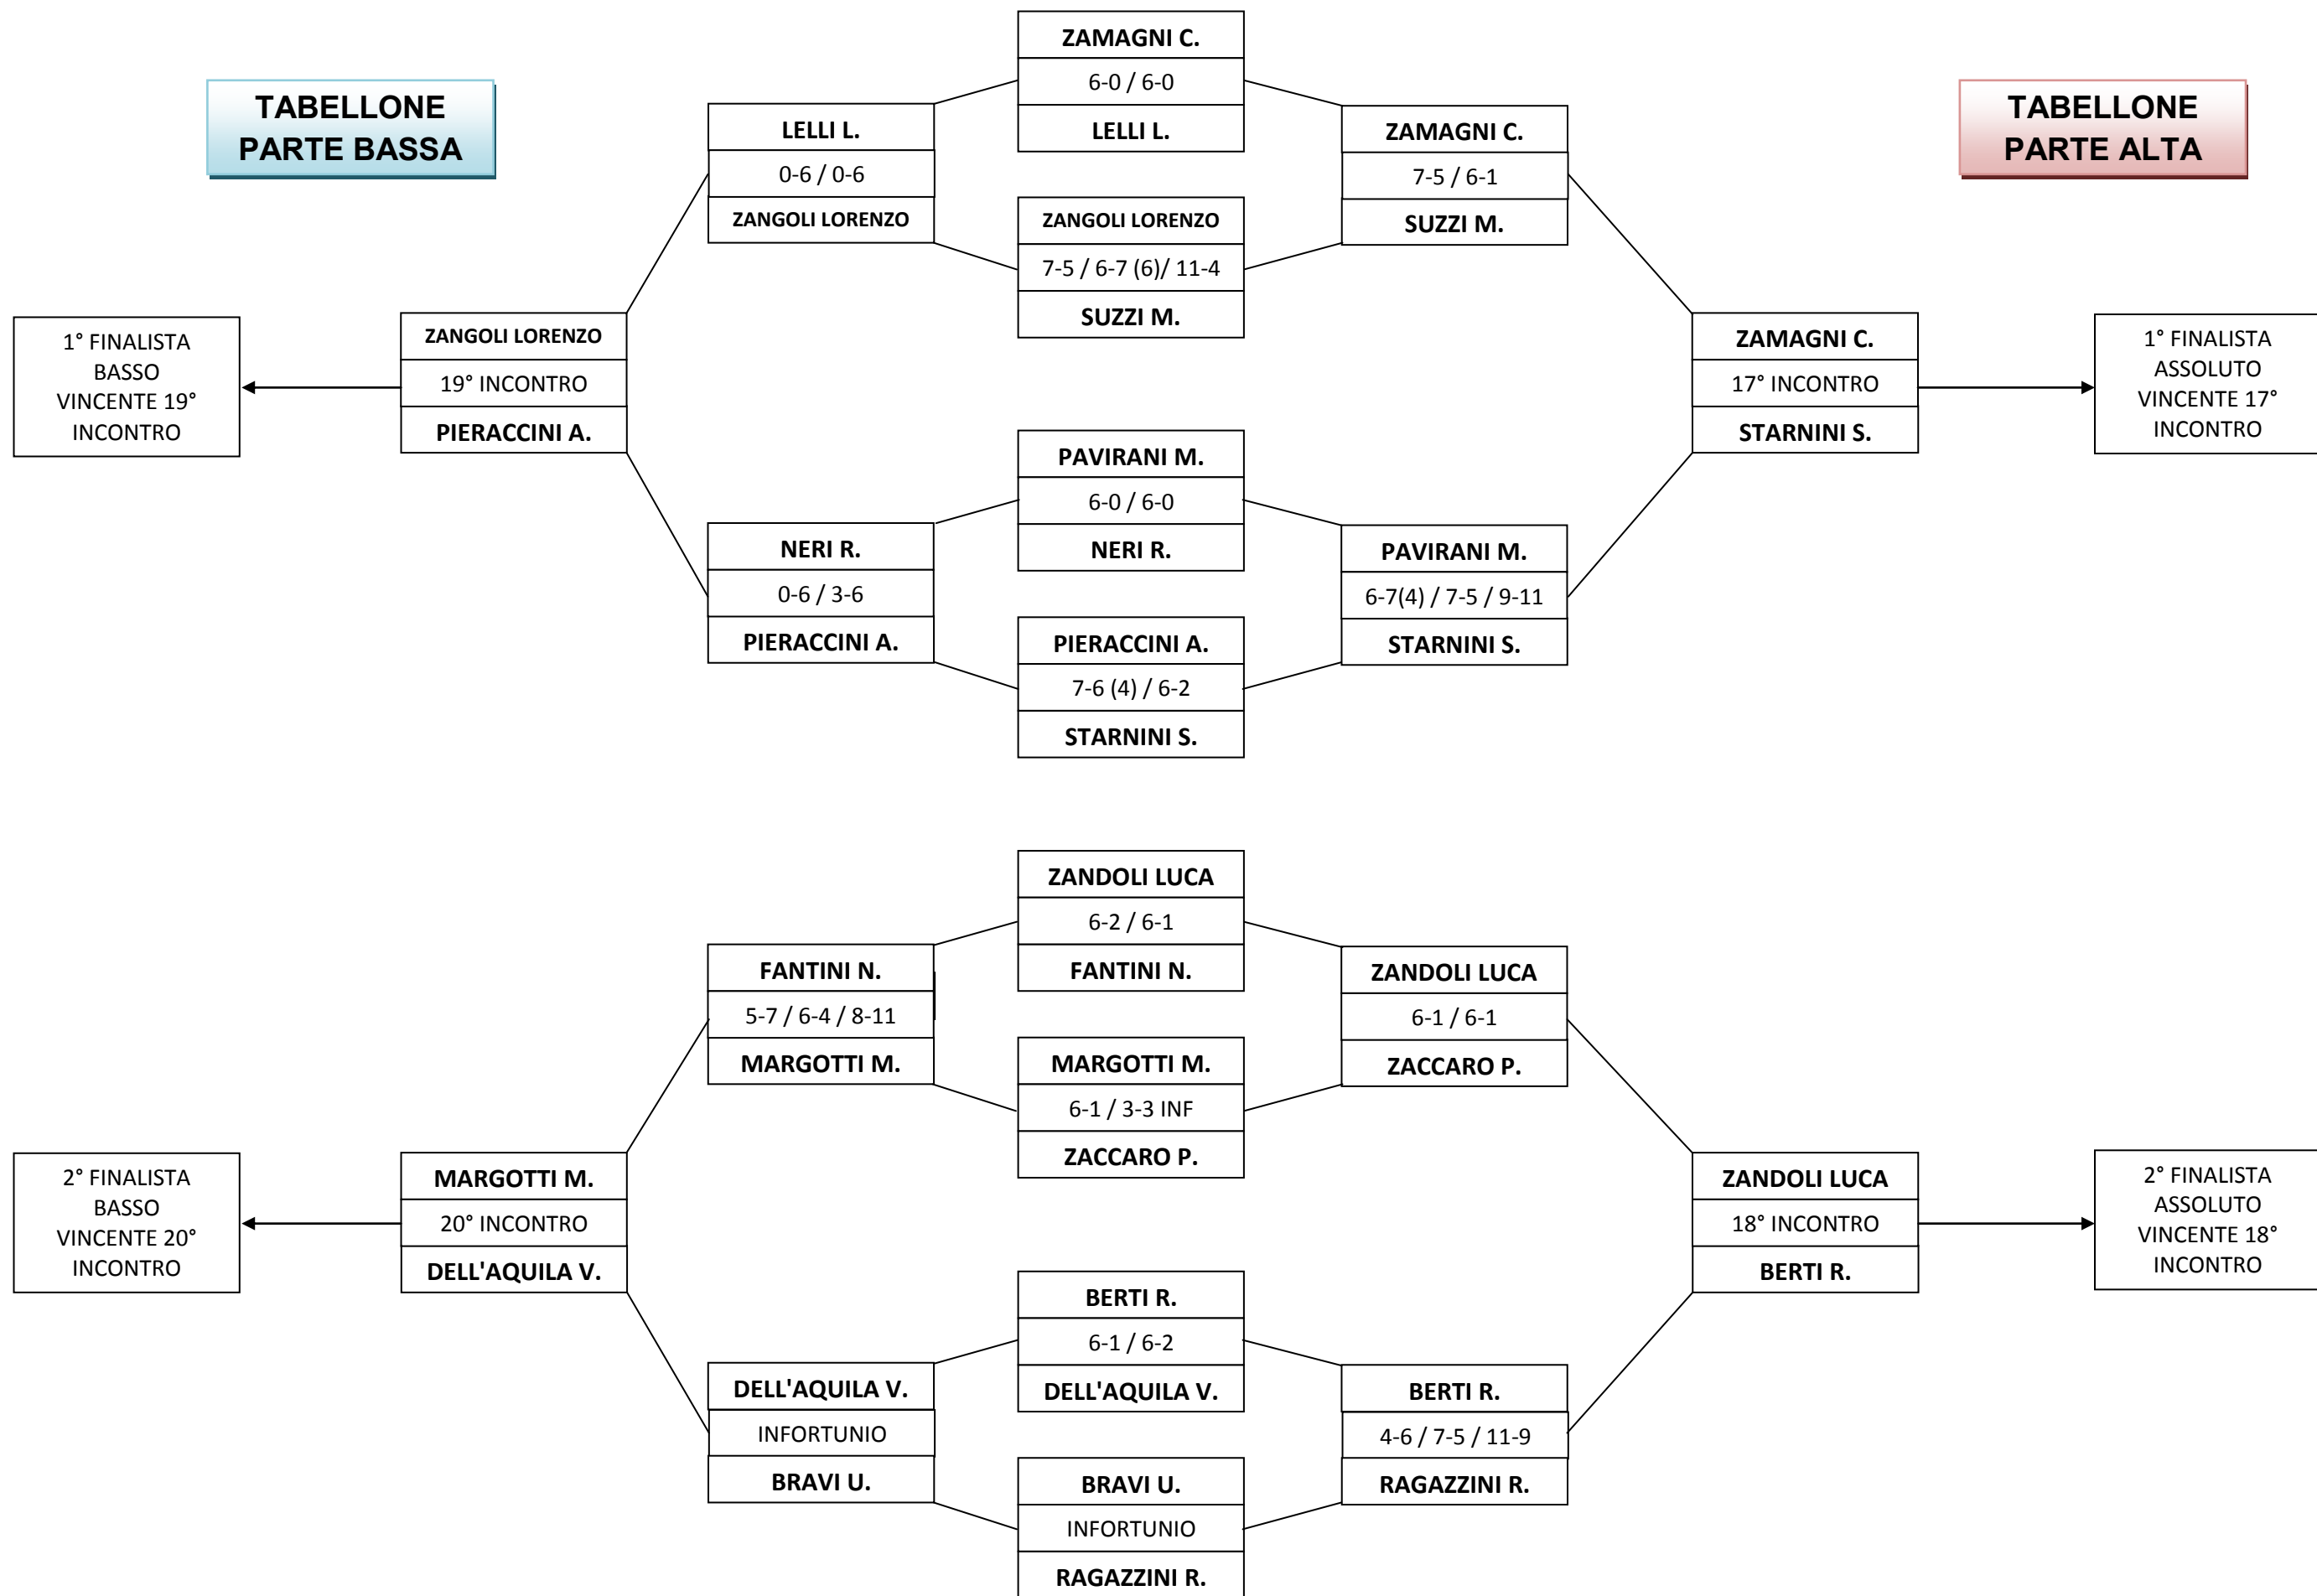 TABELLONE
PARTE BASSA
TABELLONE
PARTE ALTA
ZAMAGNI C.
6-0 / 6-0
LELLI L.
LELLI L.
0-6 / 0-6
ZANGOLI LORENZO
ZANGOLI LORENZO
7-5 / 6-7 (6)/ 11-4
SUZZI M.
ZAMAGNI C.
7-5 / 6-1
SUZZI M.
1° FINALISTA
BASSO
VINCENTE 19°
INCONTRO
ZANGOLI LORENZO
19° INCONTRO
PIERACCINI A.
ZAMAGNI C.
17° INCONTRO
STARNINI S.
1° FINALISTA
ASSOLUTO
VINCENTE 17°
INCONTRO
PAVIRANI M.
6-0 / 6-0
NERI R.
NERI R.
0-6 / 3-6
PIERACCINI A.
PIERACCINI A.
7-6 (4) / 6-2
STARNINI S.
PAVIRANI M.
6-7(4) / 7-5 / 9-11
STARNINI S.
ZANDOLI LUCA
6-2 / 6-1
FANTINI N.
FANTINI N.
5-7 / 6-4 / 8-11
MARGOTTI M.
MARGOTTI M.
6-1 / 3-3 INF
ZACCARO P.
ZANDOLI LUCA
6-1 / 6-1
ZACCARO P.
2° FINALISTA
BASSO
VINCENTE 20°
INCONTRO
MARGOTTI M.
20° INCONTRO
DELL'AQUILA V.
ZANDOLI LUCA
18° INCONTRO
BERTI R.
2° FINALISTA
ASSOLUTO
VINCENTE 18°
INCONTRO
BERTI R.
6-1 / 6-2
DELL'AQUILA V.
DELL'AQUILA V.
INFORTUNIO
BRAVI U.
BRAVI U.
INFORTUNIO
RAGAZZINI R.
BERTI R.
4-6 / 7-5 / 11-9
RAGAZZINI R.